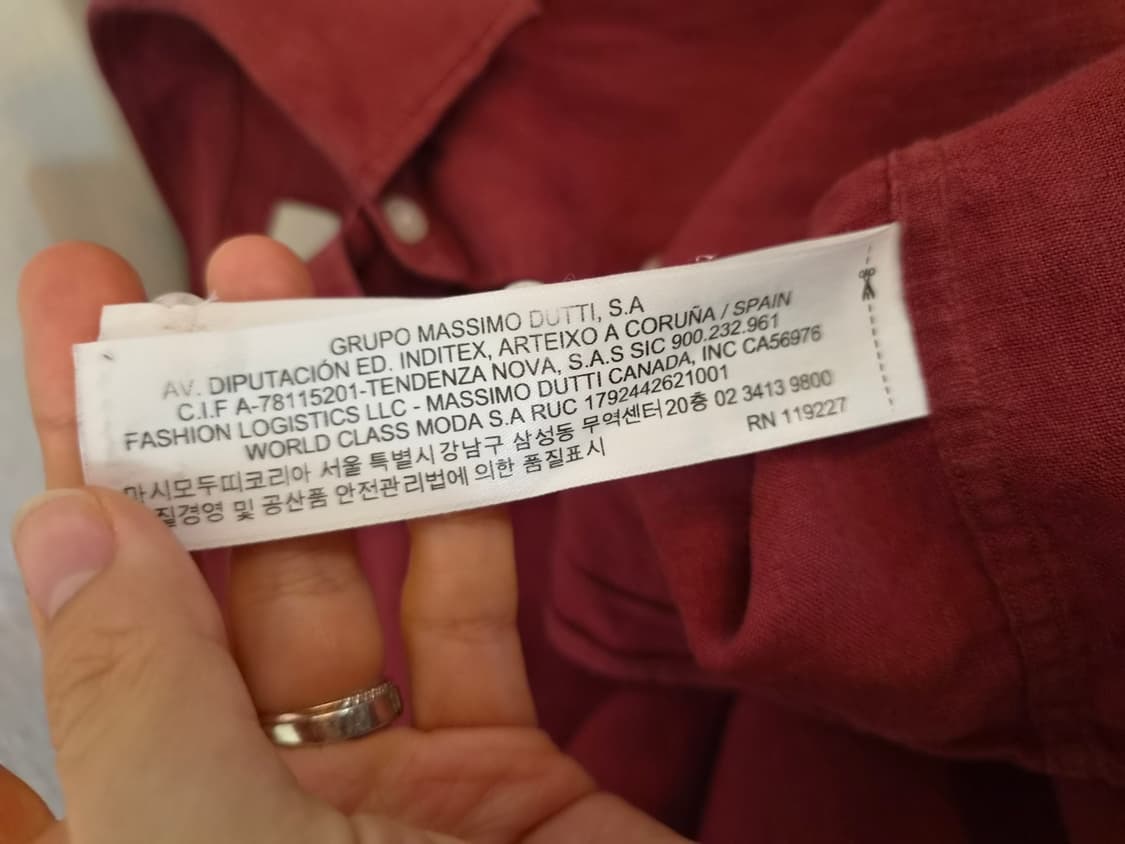 GRUPO MASSIMO DUTTI, S.A
AV. DIPUTACIÓN ED. INDITEX, ARTEIXO A CORUÑA / SPAIN
C.I.F A-78115201-TENDENZA NOVA, S.A.S SIC 900.232.961
FASHION LOGISTICS LLC - MASSIMO DUTTI CANADA, INC CA56976
WORLD CLASS MODA S.A RUC 1792442621001
마시모두띠코리아 서울 특별시 강남구 삼성동 무역센터 20층 02 3413 9800
질경영 및 공산품 안전관리법에 의한 품질표시
RN 119227